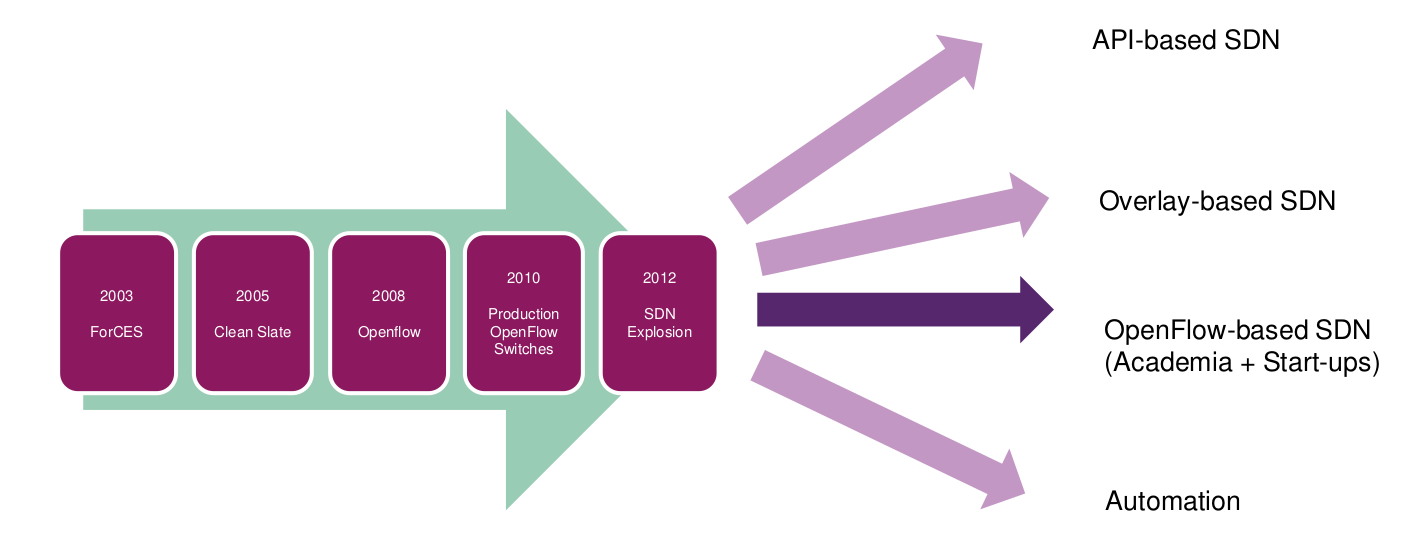 2003
ForCES
2005
Clean Slate
2008
Openflow
2010
Production
OpenFlow
Switches
2012
SDN
Explosion
API-based SDN
Overlay-based SDN
OpenFlow-based SDN
(Academia + Start-ups)
Automation